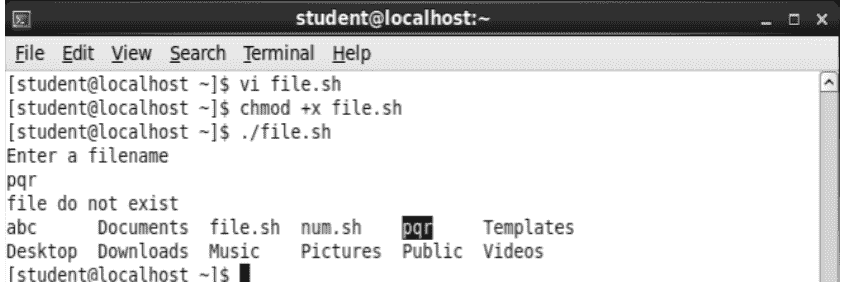 student@localhost:~
File Edit View Search Terminal Help
[student@localhost ~]$ vi file.sh
[student@localhost ~]$ chmod +x file.sh
[student@localhost ~]$ ./file.sh
Enter a filename
pqr
file do not exist
abc Documents file.sh num.sh pqr Templates
Desktop Downloads Music Pictures Public Videos
[student@localhost ~]$